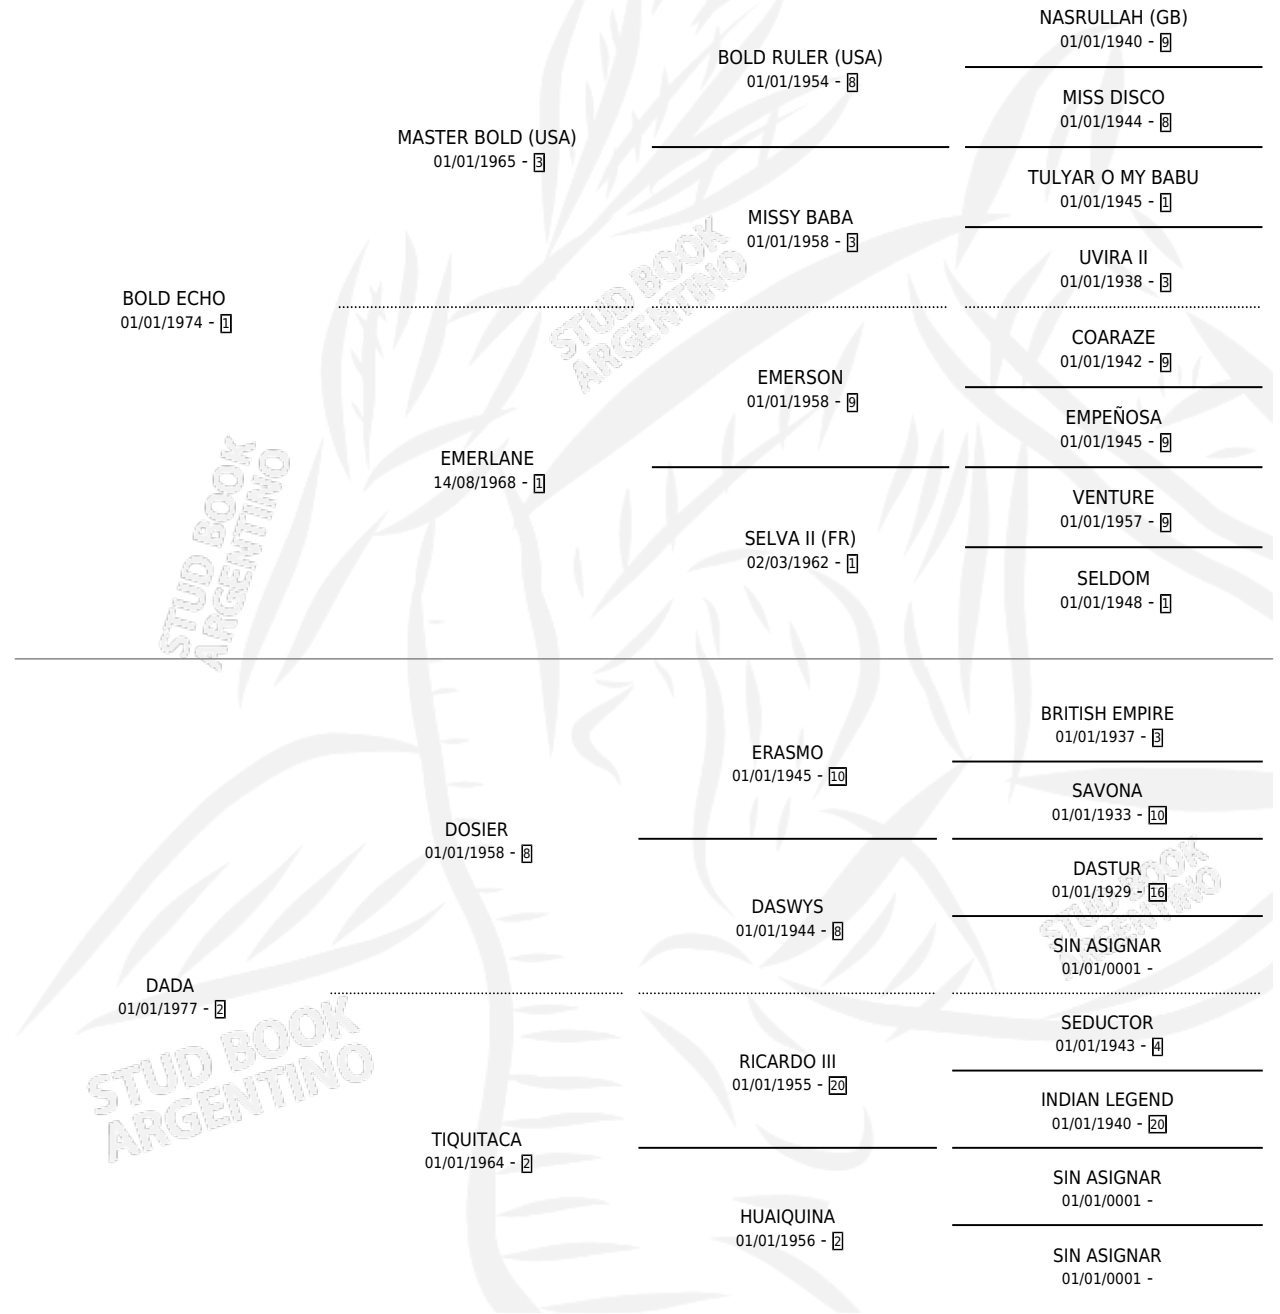 NASRULLAH (GB)
01/01/1940 - 9
BOLD RULER (USA)
01/01/1954 - 8
MISS DISCO
01/01/1944 - 8
MASTER BOLD (USA)
01/01/1965 - 3
TULYAR O MY BABU
01/01/1945 - 1
MISSY BABA
01/01/1958 - 3
UVIRA II
01/01/1938 - 3
BOLD ECHO
01/01/1974 - 1
COARAZE
01/01/1942 - 9
EMERSON
01/01/1958 - 9
EMPEÑOSA
01/01/1945 - 9
EMERLANE
14/08/1968 - 1
VENTURE
01/01/1957 - 9
SELVA II (FR)
02/03/1962 - 1
SELDOM
01/01/1948 - 1
BRITISH EMPIRE
01/01/1937 - 3
ERASMO
01/01/1945 - 10
SAVONA
01/01/1933 - 10
DOSIER
01/01/1958 - 8
DASTUR
01/01/1929 - 16
DASWYS
01/01/1944 - 8
SIN ASIGNAR
01/01/0001 -
DADA
01/01/1977 - 2
SEDUCTOR
01/01/1943 - 4
RICARDO III
01/01/1955 - 20
INDIAN LEGEND
01/01/1940 - 20
TIQUITACA
01/01/1964 - 2
SIN ASIGNAR
01/01/0001 -
HUAIQUINA
01/01/1956 - 2
SIN ASIGNAR
01/01/0001 -
STUD BOOK
ARGENTINO
STUD BOOK
ARGENTINO
STUD BOOK
ARGENTINO
STUD BOOK
ARGENTINO